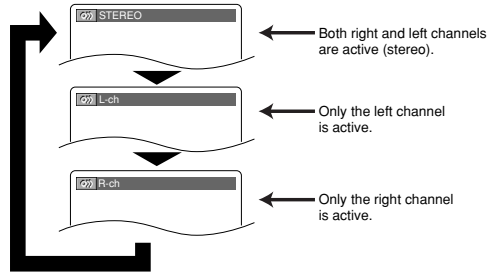 STEREO
Both right and left channels
are active (stereo).
L-ch
Only the left channel
is active.
R-ch
Only the right channel
is active.